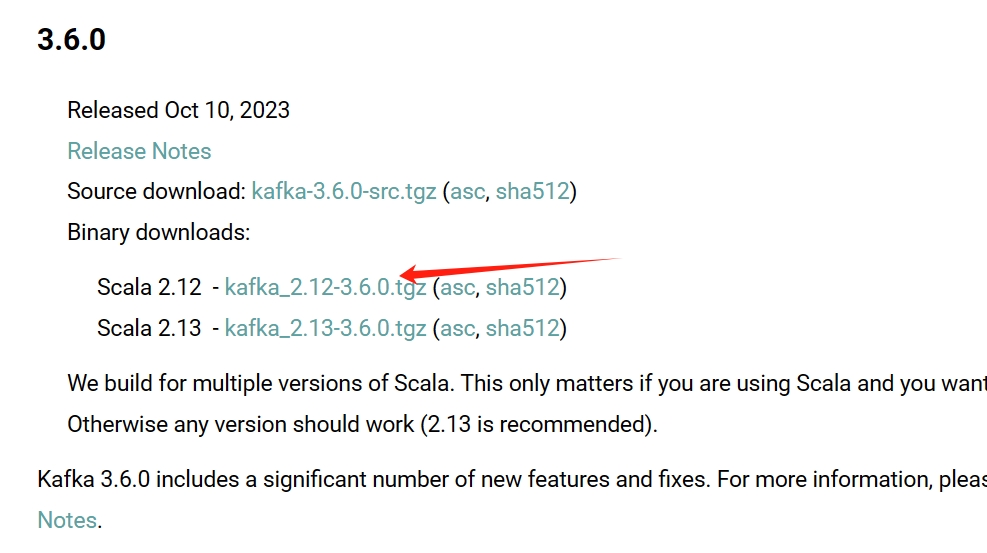 3.6.0
Released Oct 10, 2023
Release Notes
Source download: kafka-3.6.0-src.tgz (asc, sha512)
Binary downloads:
Scala 2.12 - kafka_2.12-3.6.0.tgz (asc, sha512)
Scala 2.13 - kafka_2.13-3.6.0.tgz (asc, sha512)
We build for multiple versions of Scala. This only matters if you are using Scala and you want
Otherwise any version should work (2.13 is recommended).
Kafka 3.6.0 includes a significant number of new features and fixes. For more information, pleas
Notes.